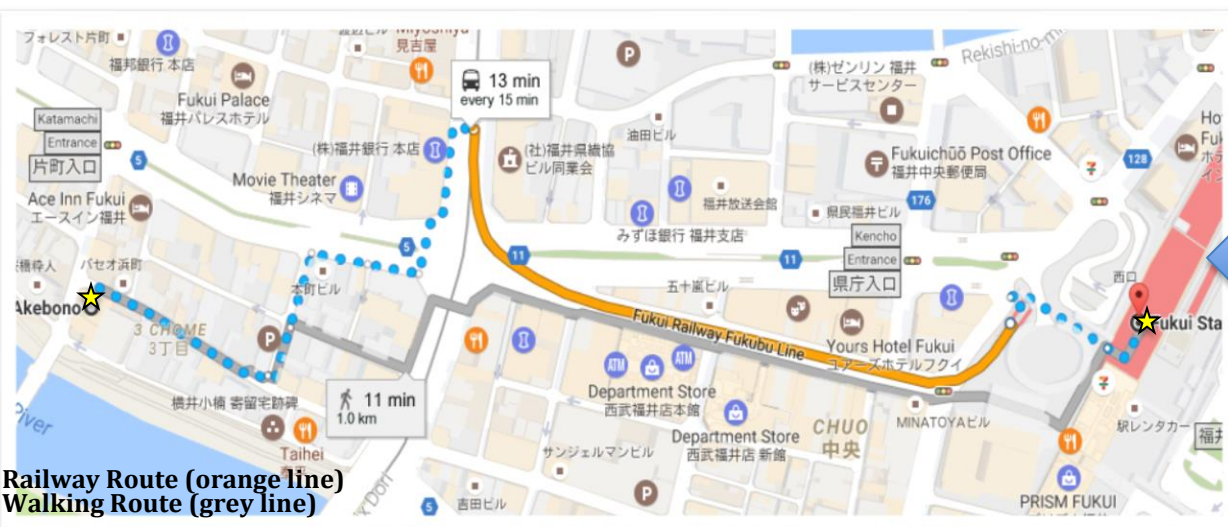 フォレスト片町
福邦銀行 本店
見吉屋
13 min
every 15 min
P
(株)ゼンリン 福井
サービスセンター
Katamachi
Entrance
片町入口
Fukui Palace
福井パレスホテル
(株)福井銀行 本店
(社)福井県繊協
ビル同業会
油田ビル
Fukuichūō Post Office
福井中央郵便局
128
5
Movie Theater
福井シネマ
福井放送会館
176
県民福井ビル
Ace Inn Fukui
エースイン福井
みずほ銀行 福井支店
Kencho
Entrance
県庁入口
5
11
11
パセオ浜町
本町ビル
五十嵐ビル
西口
Akebono
3 CHOME
3丁目
P
Fukui Railway Fukubu Line
Yours Hotel Fukui
ユアーズホテルフクイ
Fukui Sta
ATM
ATM
11 min
1.0 km
Department Store
西武福井店本館
横井小楠 寄留宅跡碑
Department Store
西武福井店 新館
CHUO
中央
MINATOYAビル
駅レンタカー
福井
River
Taihei
サンジェルマンビル
P
PRISM FUKUI
Railway Route (orange line)
Walking Route (grey line)
5
吉田ビル